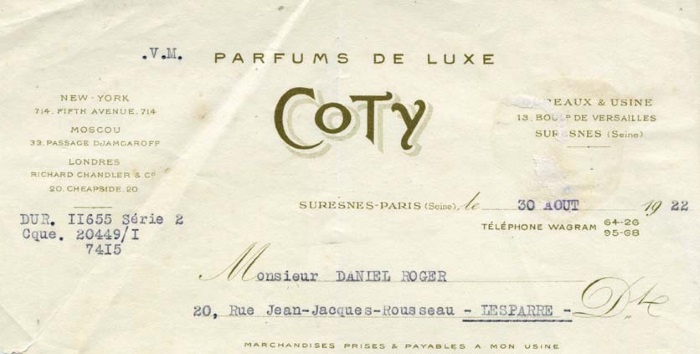 .V.M. PARFUMS DE LUXE
COTY
NEW-YORK
714, FIFTH AVENUE, 714
MOSCOU
33, PASSAGE DJAMGAROFF
LONDRES
RICHARD CHANDLER & Co
20, CHEAPSIDE, 20
& USINE
13, BOULd DE VERSAILLES
SURESNES (Seine)
SURESNES-PARIS (Seine), le 30 AOUT 1922
TÉLÉPHONE WAGRAM 64-26
95-68
DUR. II655 Série 2
Cque. 20449/I
74I5
Monsieur DANIEL ROGER
20, Rue Jean-Jacques-Rousseau - LESPARRE - Dte
MARCHANDISES PRISES & PAYABLES A MON USINE